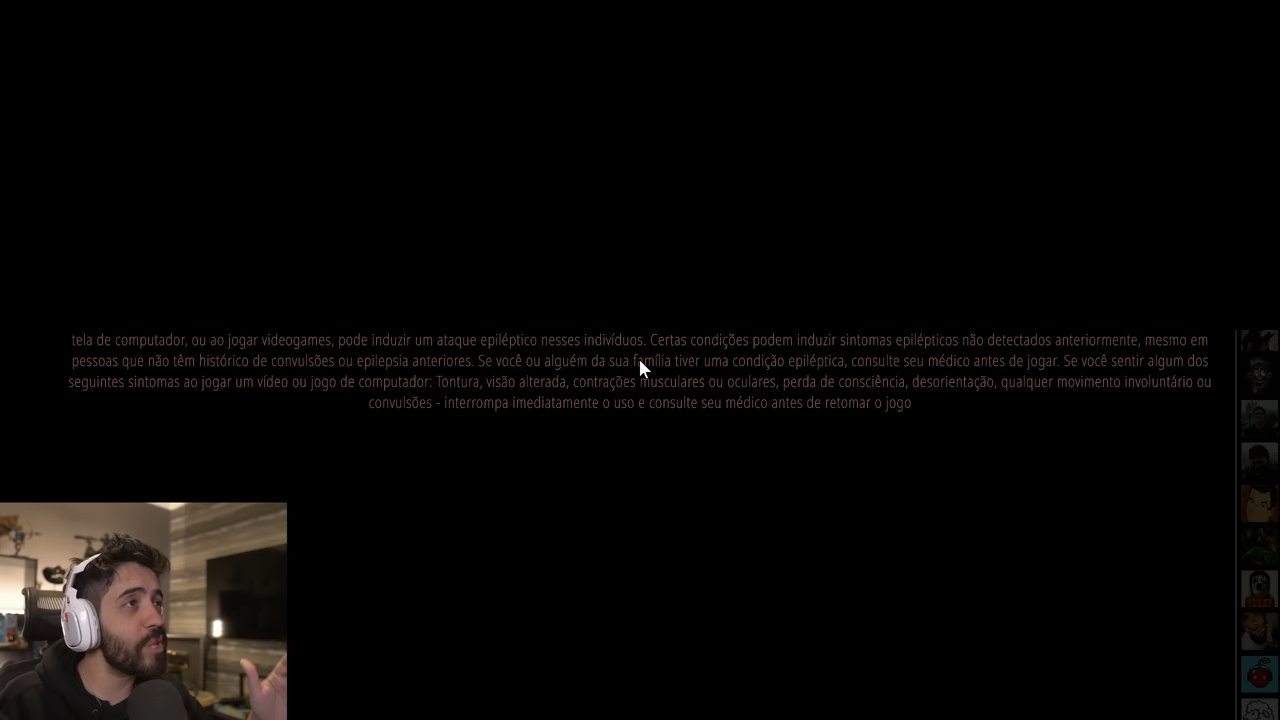 tela de computador, ou ao jogar videogames, pode induzir um ataque epiléptico nesses indivíduos. Certas condições podem induzir sintomas epilépticos não detectados anteriormente, mesmo em
pessoas que não têm histórico de convulsões ou epilepsia anteriores. Se você ou alguém da sua família tiver uma condição epiléptica, consulte seu médico antes de jogar. Se você sentir algum dos
seguintes sintomas ao jogar um vídeo ou jogo de computador: Tontura, visão alterada, contrações musculares ou oculares, perda de consciência, desorientação, qualquer movimento involuntário ou
convulsões - interrompa imediatamente o uso e consulte seu médico antes de retomar o jogo